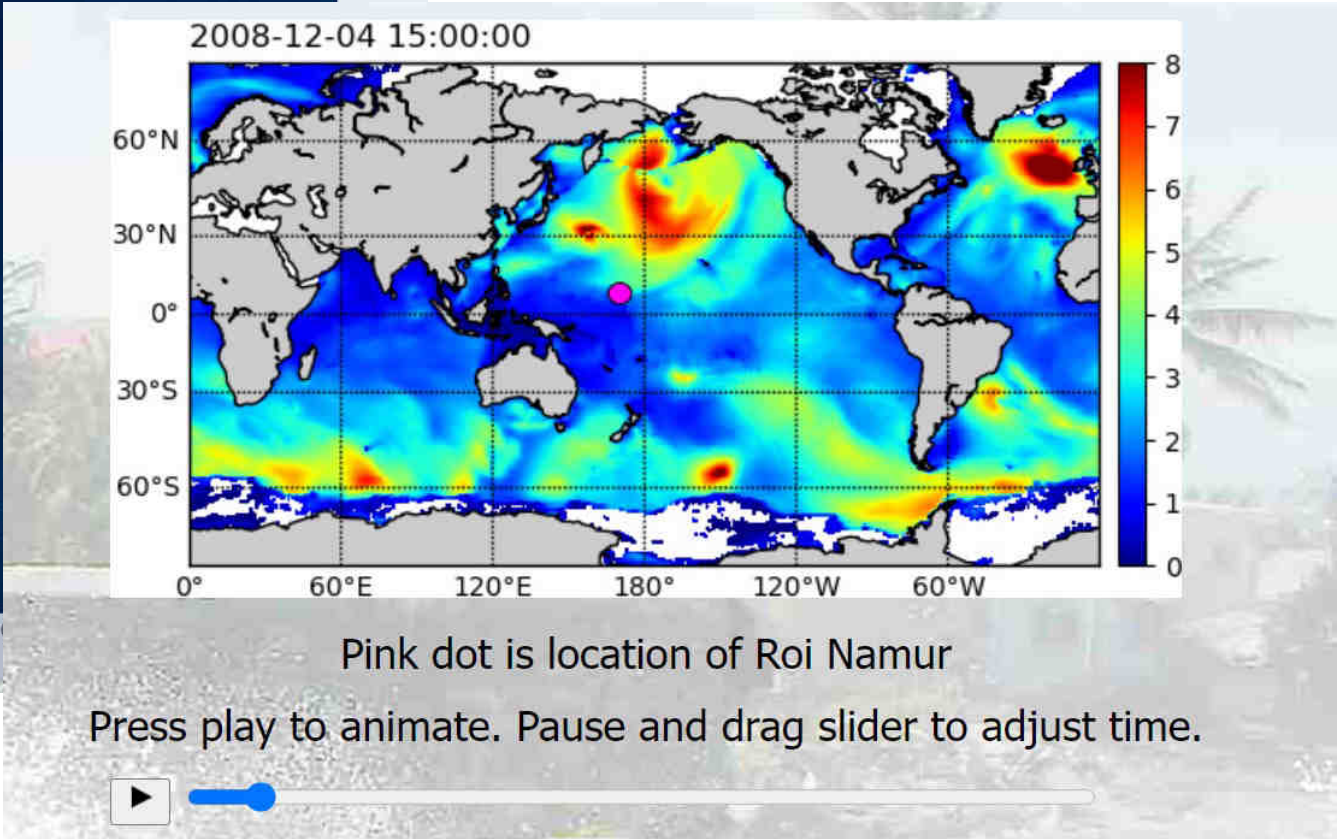 2008-12-04 15:00:00
8
7
60°N
6
30°N
5
4
0°
3
30°S
2
60°S
1
0
0° 60°E 120°E 180° 120°W 60°W
Pink dot is location of Roi Namur
Press play to animate. Pause and drag slider to adjust time.